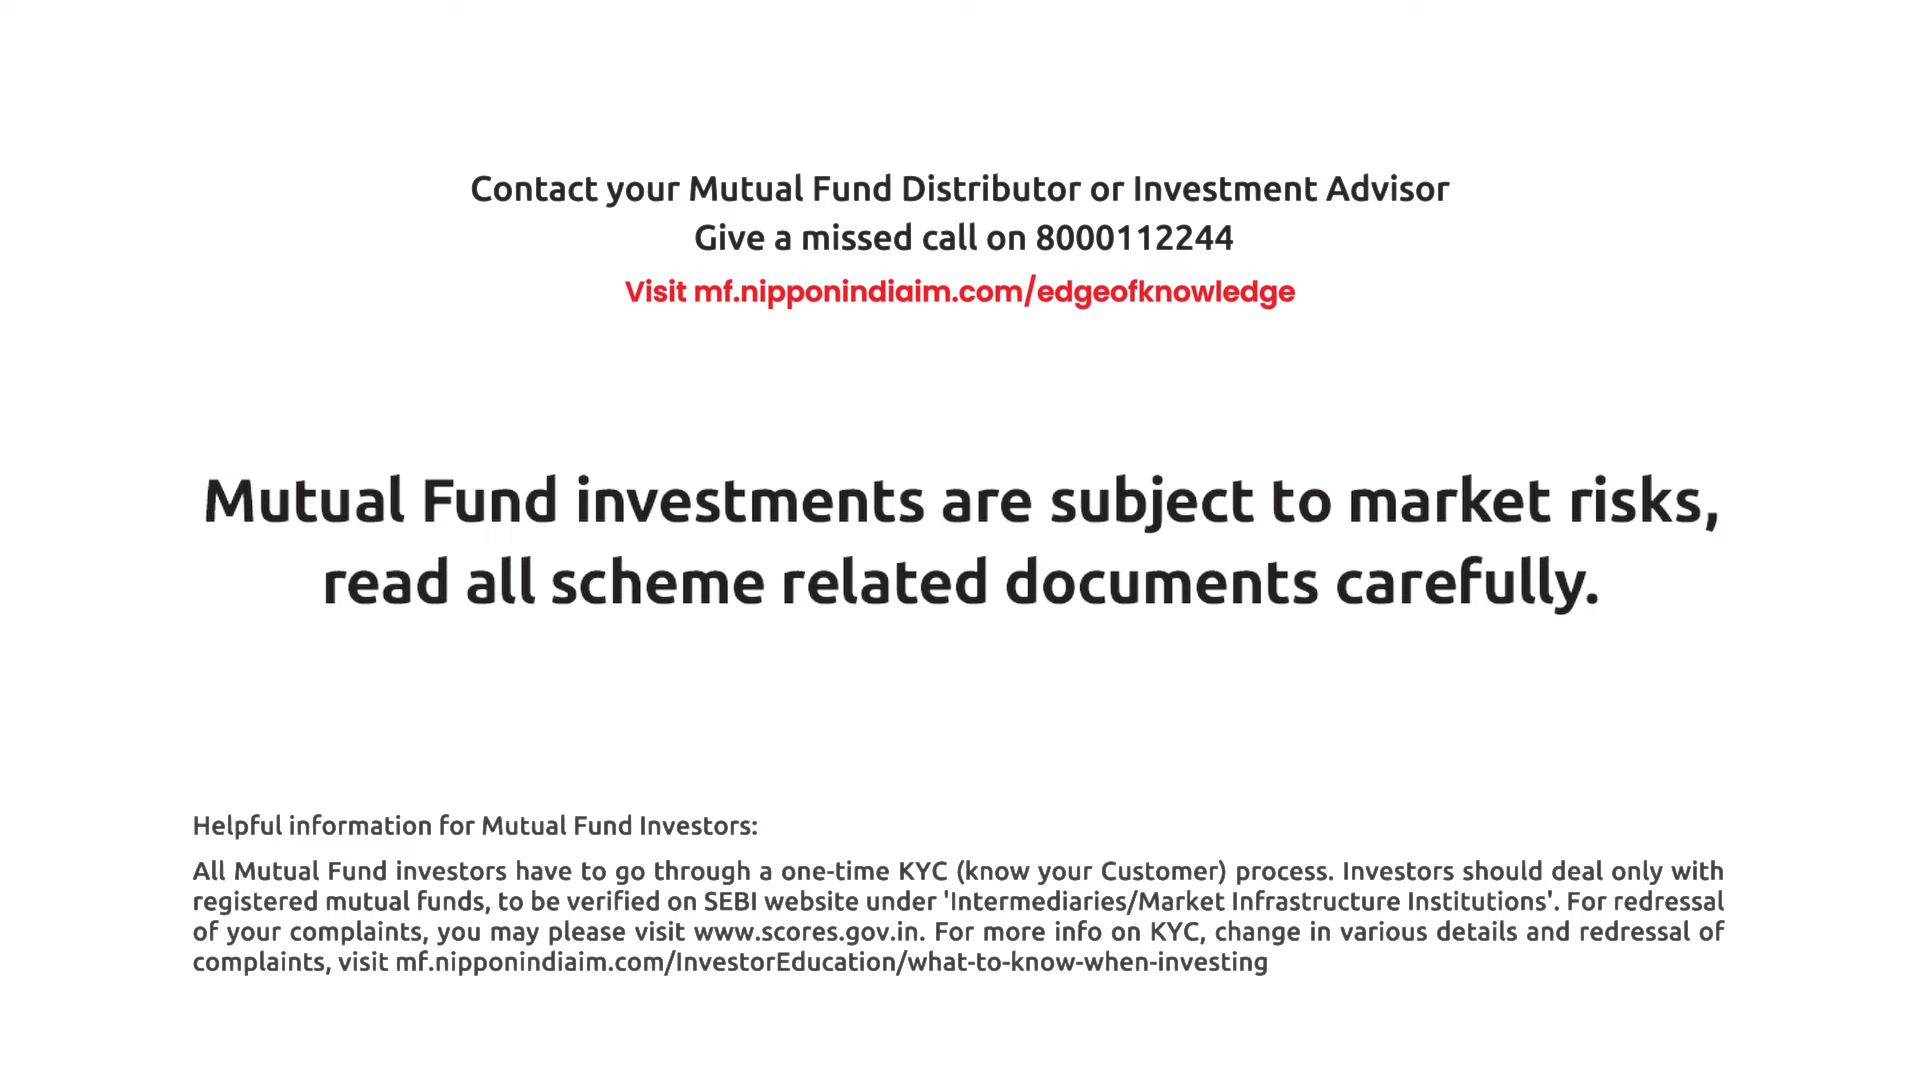 Contact your Mutual Fund Distributor or Investment Advisor
Give a missed call on 8000112244
Visit mf.nipponindiaim.com/edgeofknowledge
Mutual Fund investments are subject to market risks,
read all scheme related documents carefully.
Helpful information for Mutual Fund Investors:
All Mutual Fund investors have to go through a one-time KYC (know your Customer) process. Investors should deal only with
registered mutual funds, to be verified on SEBI website under 'Intermediaries/Market Infrastructure Institutions'. For redressal
of your complaints, you may please visit www.scores.gov.in. For more info on KYC, change in various details and redressal of
complaints, visit mf.nipponindiaim.com/InvestorEducation/what-to-know-when-investing